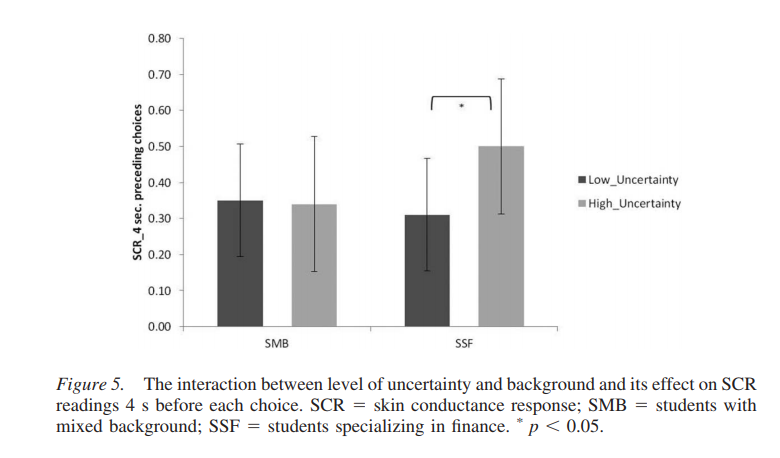 0.80
0.70
0.60
0.50
0.40
0.30
0.20
0.10
0.00
SCR_4 sec. preceding choices
*
SMB
SSF
Low_Uncertainty
High_Uncertainty
Figure 5. The interaction between level of uncertainty and background and its effect on SCR
readings 4 s before each choice. SCR = skin conductance response; SMB = students with
mixed background; SSF = students specializing in finance. * p < 0.05.